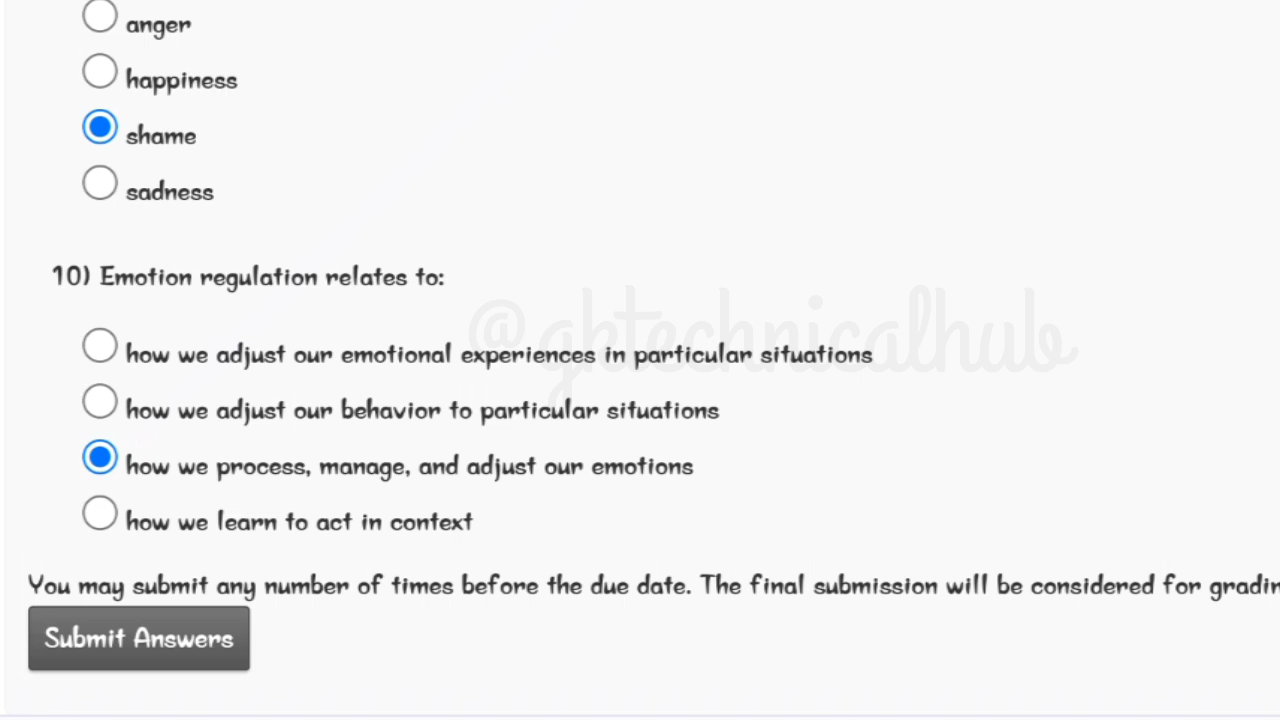 anger
happiness
shame
sadness
10) Emotion regulation relates to:
@gbtechnicalhub
how we adjust our emotional experiences in particular situations
how we adjust our behavior to particular situations
how we process, manage, and adjust our emotions
how we learn to act in context
You may submit any number of times before the due date. The final submission will be considered for gradin
Submit Answers